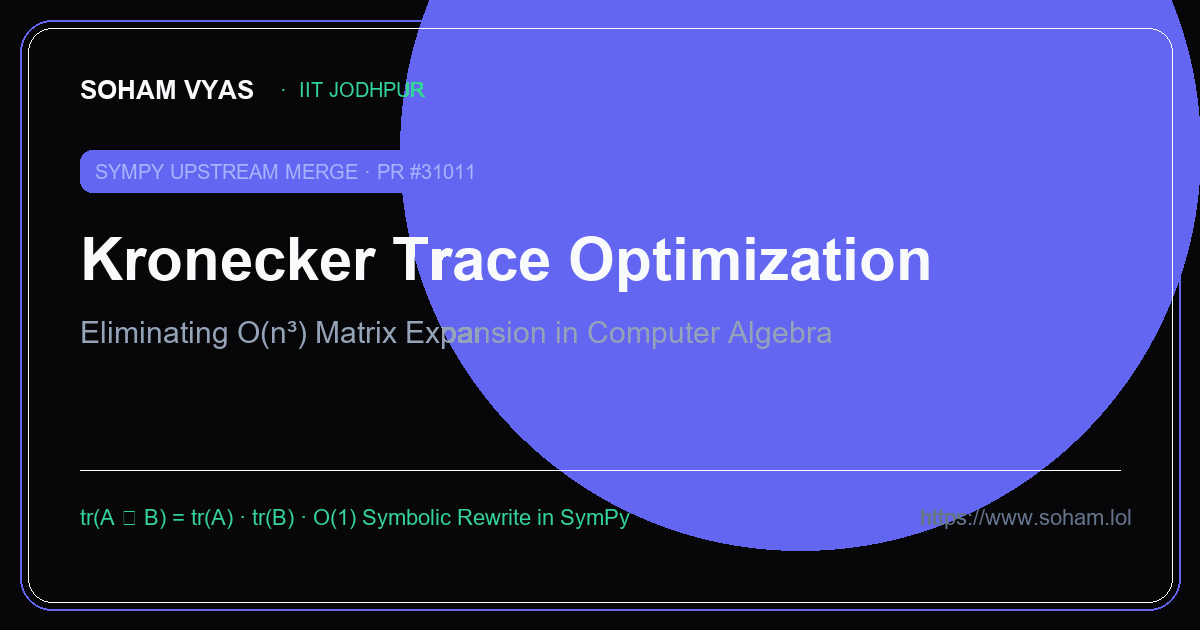 SOHAM VYAS · IIT JODHPUR
SYMPY UPSTREAM MERGE · PR #31011
Kronecker Trace Optimization
Eliminating O(n³) Matrix Expansion in Computer Algebra
tr(A □ B) = tr(A) · tr(B) · O(1) Symbolic Rewrite in SymPy
https://www.soham.lol